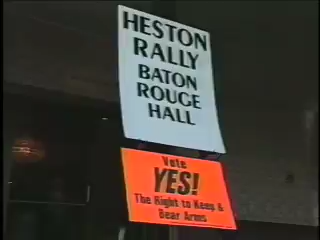 HESTON
RALLY
BATON
ROUGE
HALL
Vote
YES!
The Right to Keep &
Bear Arms